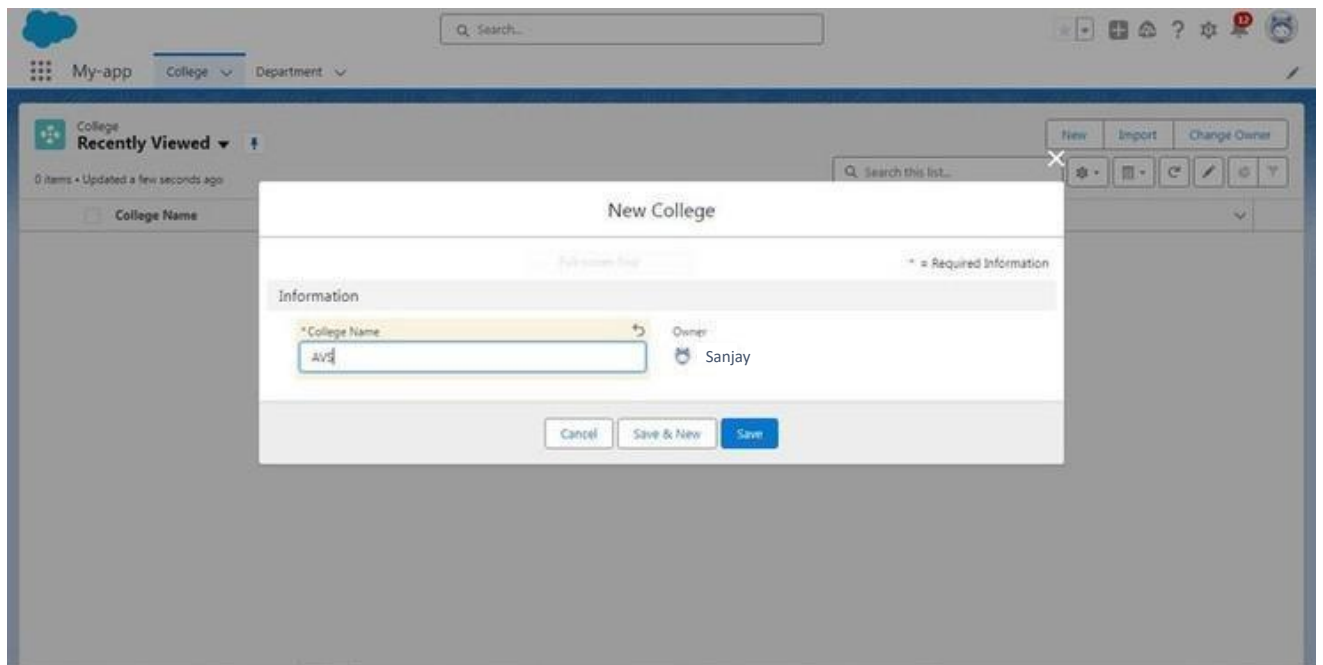 Search...
12
My-app College Department
College
Recently Viewed
New Import Change Owner
0 items • Updated a few seconds ago
Search this list...
College Name
New College
* = Required Information
Information
*College Name
Owner
AVS
Sanjay
Cancel Save & New Save